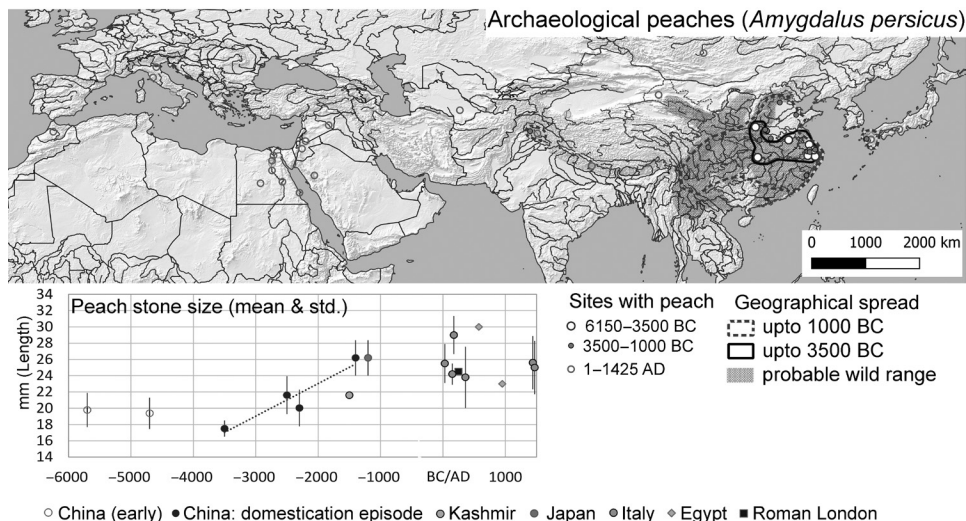 Archaeological peaches (Amygdalus persicus)
0 1000 2000 km
Peach stone size (mean & std.)
mm (Length)
34
32
30
28
26
24
22
20
18
16
14
–6000 –5000 –4000 –3000 –2000 –1000 BC/AD 1000
Sites with peach
6150–3500 BC
3500–1000 BC
1–1425 AD
Geographical spread
upto 1000 BC
upto 3500 BC
probable wild range
China (early) China: domestication episode Kashmir Japan Italy Egypt Roman London